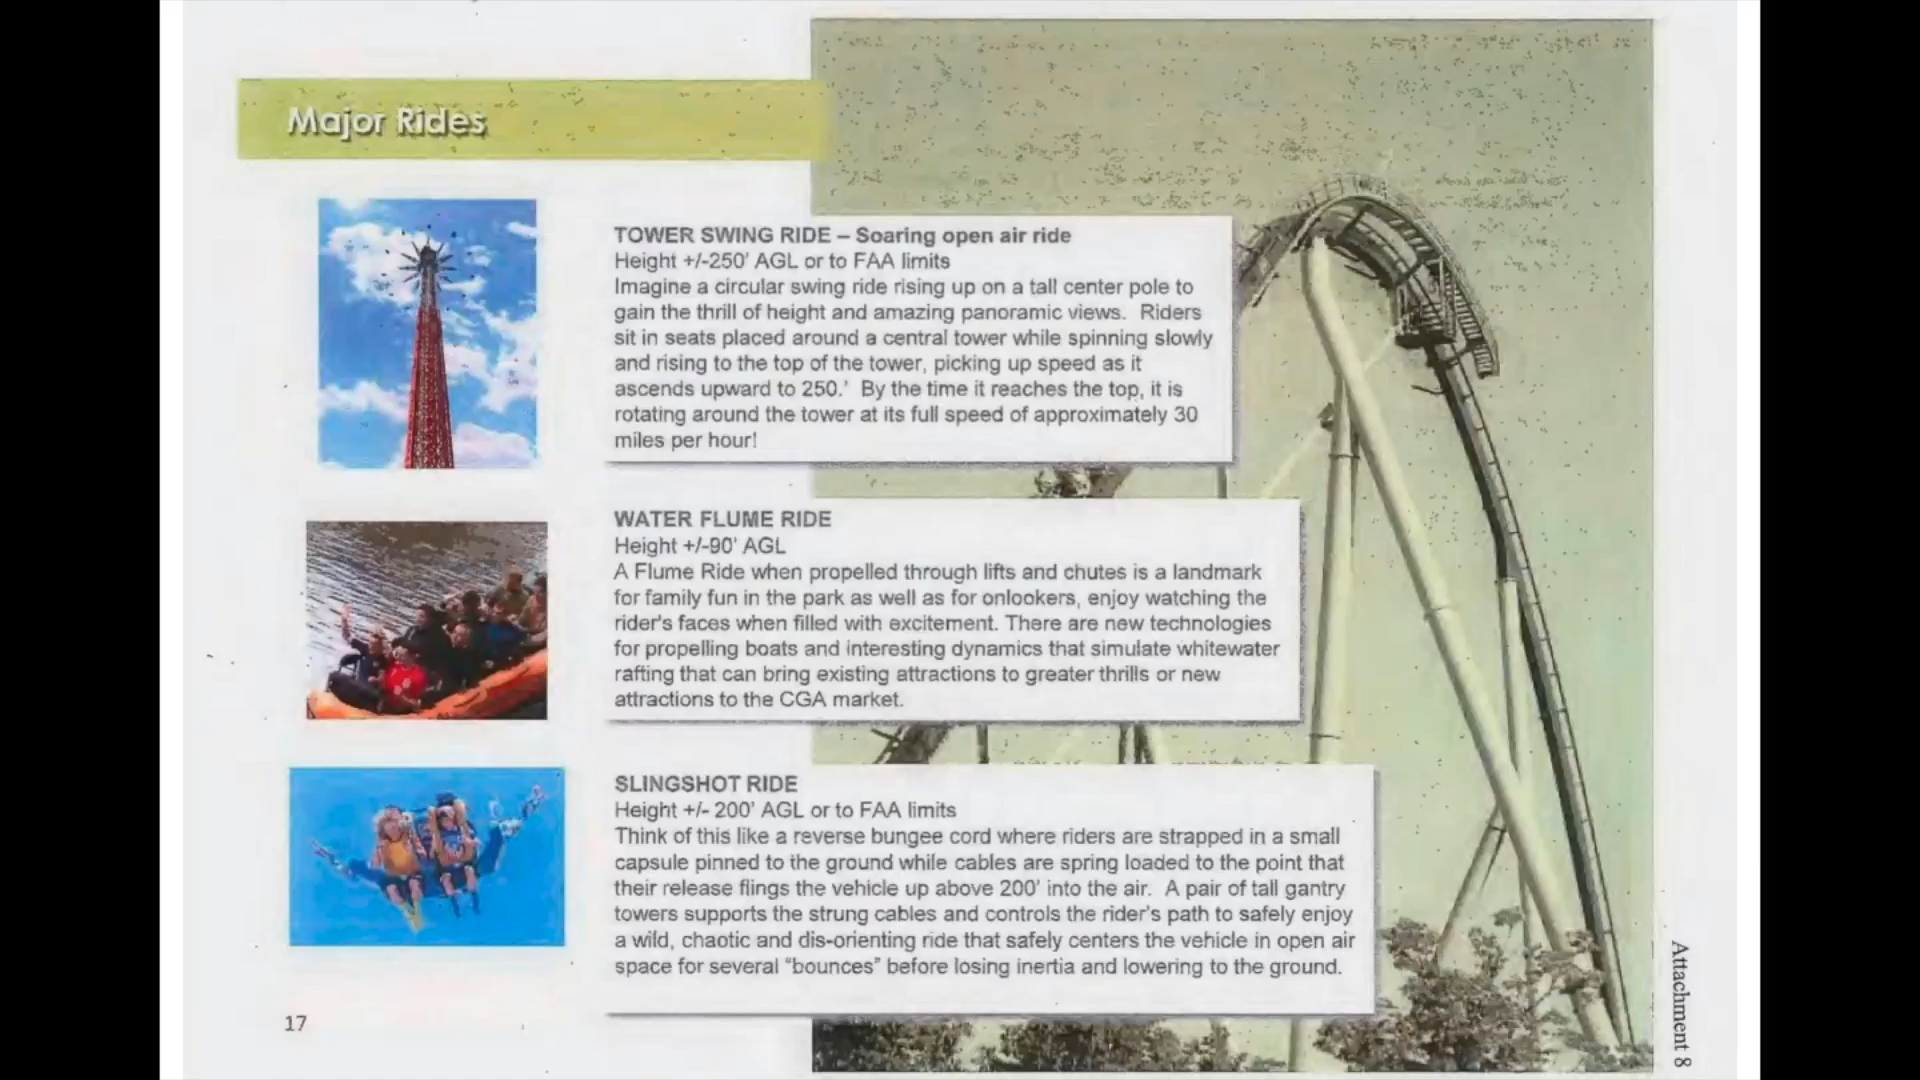 Major Rides
TOWER SWING RIDE – Soaring open air ride
Height +/-250' AGL or to FAA limits
Imagine a circular swing ride rising up on a tall center pole to
gain the thrill of height and amazing panoramic views.  Riders
sit in seats placed around a central tower while spinning slowly
and rising to the top of the tower, picking up speed as it
ascends upward to 250.'  By the time it reaches the top, it is
rotating around the tower at its full speed of approximately 30
miles per hour!
WATER FLUME RIDE
Height +/-90' AGL
A Flume Ride when propelled through lifts and chutes is a landmark
for family fun in the park as well as for onlookers, enjoy watching the
rider's faces when filled with excitement. There are new technologies
for propelling boats and interesting dynamics that simulate whitewater
rafting that can bring existing attractions to greater thrills or new
attractions to the CGA market.
SLINGSHOT RIDE
Height +/- 200' AGL or to FAA limits
Think of this like a reverse bungee cord where riders are strapped in a small
capsule pinned to the ground while cables are spring loaded to the point that
their release flings the vehicle up above 200' into the air.  A pair of tall gantry
towers supports the strung cables and controls the rider's path to safely enjoy
a wild, chaotic and dis-orienting ride that safely centers the vehicle in open air
space for several "bounces" before losing inertia and lowering to the ground.
17
Attachment 8